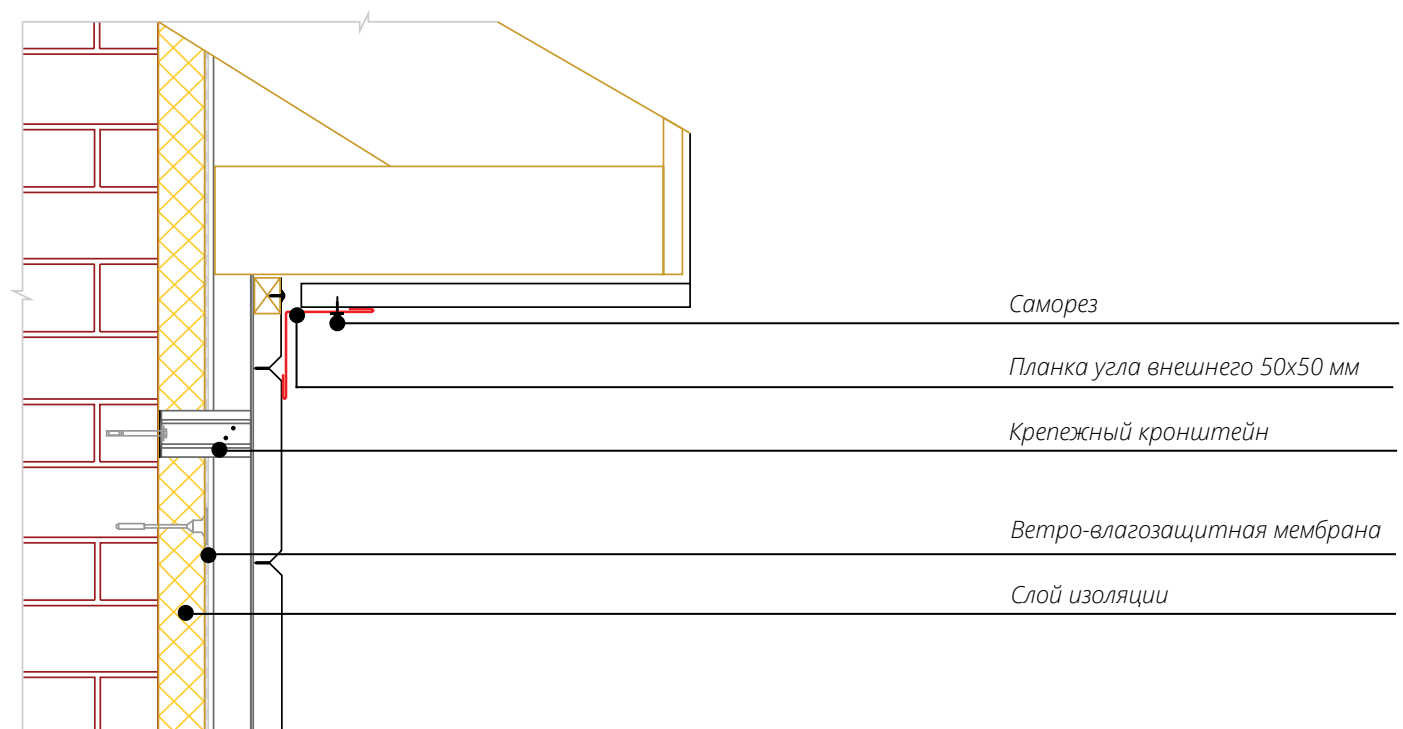 Саморез
Планка угла внешнего 50х50 мм
Крепежный кронштейн
Ветро-влагозащитная мембрана
Слой изоляции